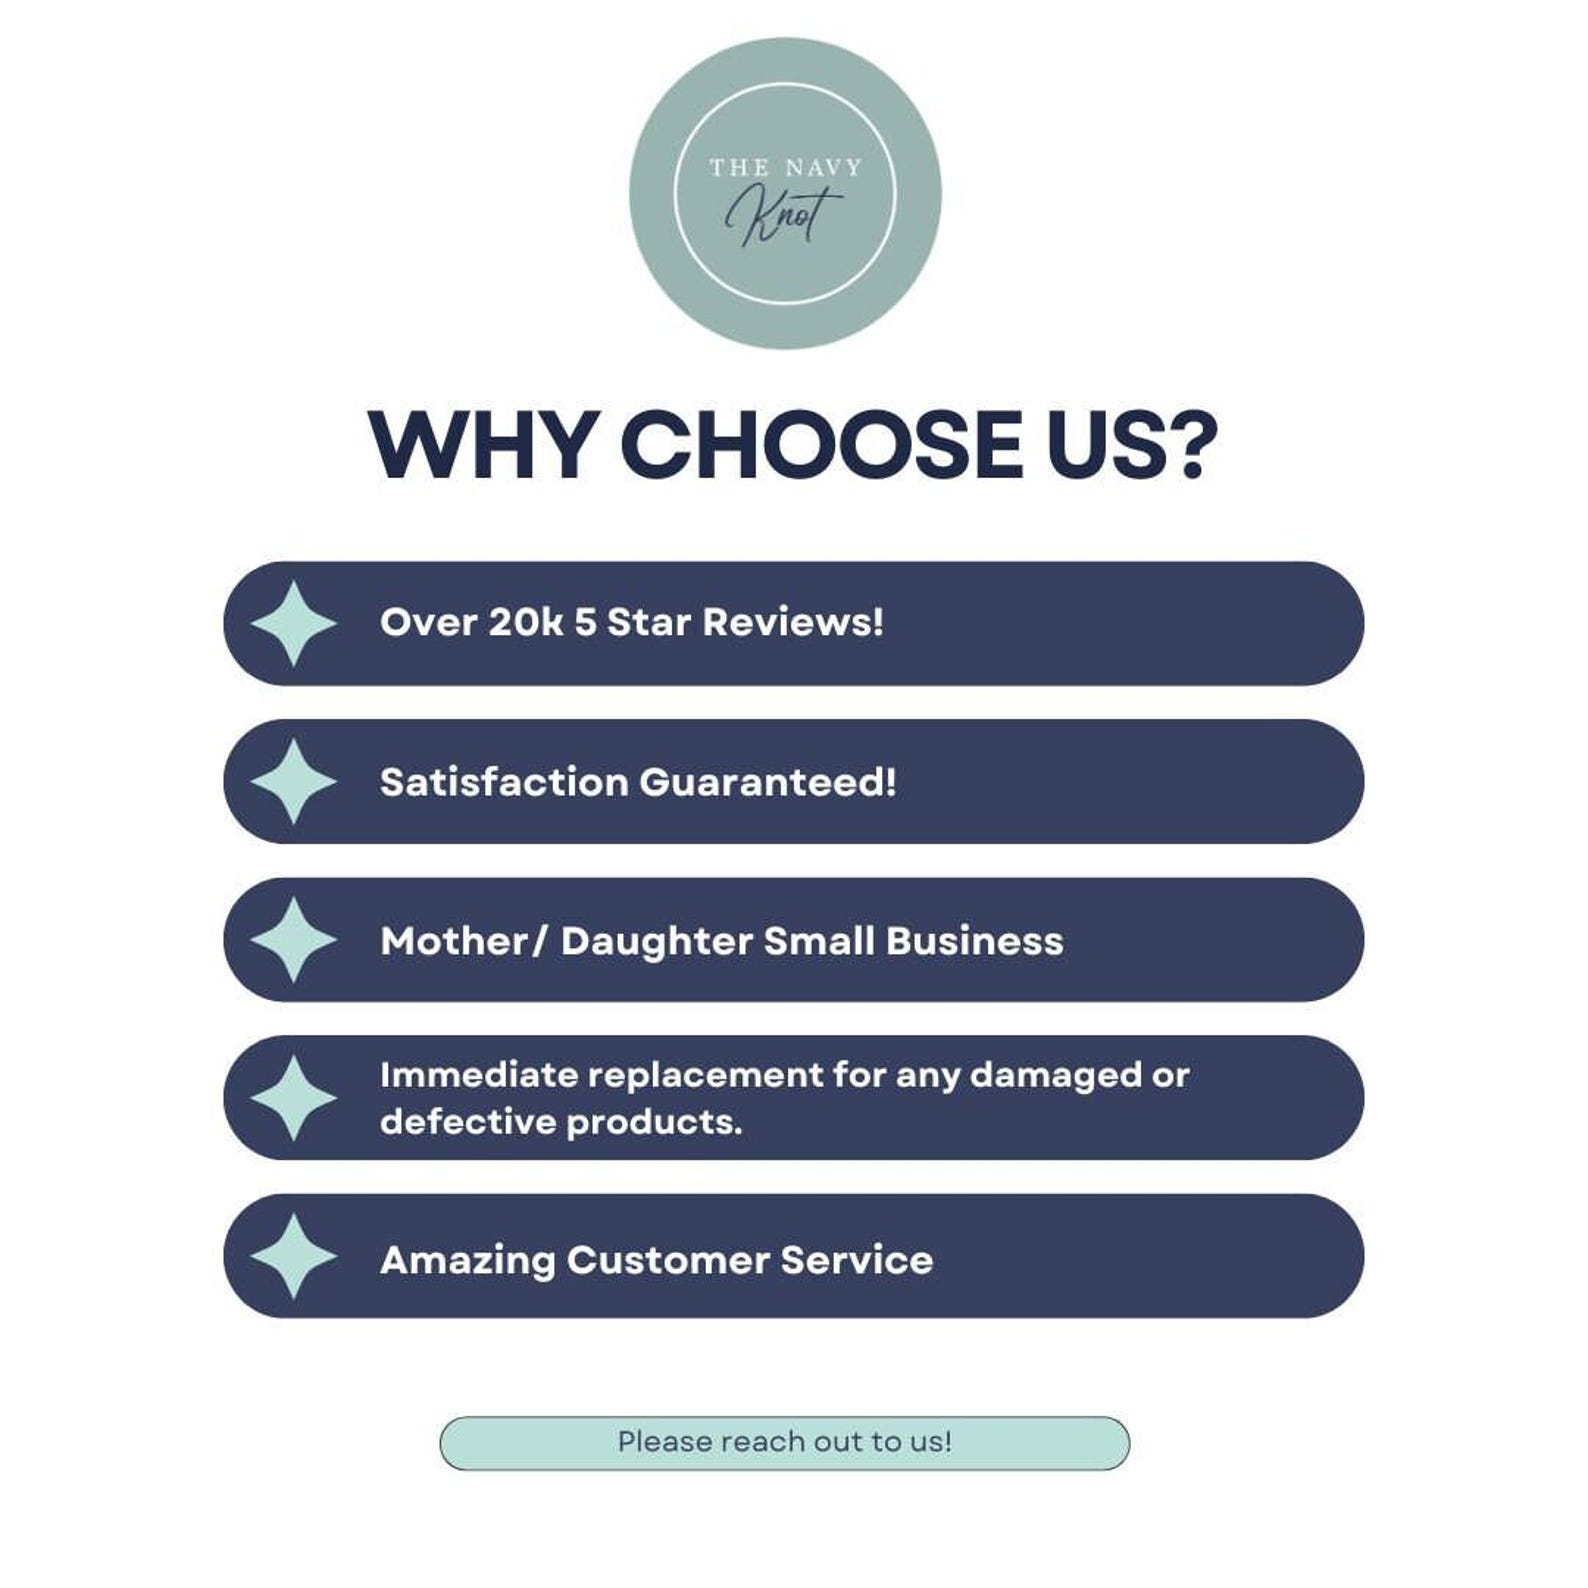 THE NAVY
Knot
WHY CHOOSE US?
Over 20k 5 Star Reviews!
Satisfaction Guaranteed!
Mother/ Daughter Small Business
Immediate replacement for any damaged or
defective products.
Amazing Customer Service
Please reach out to us!